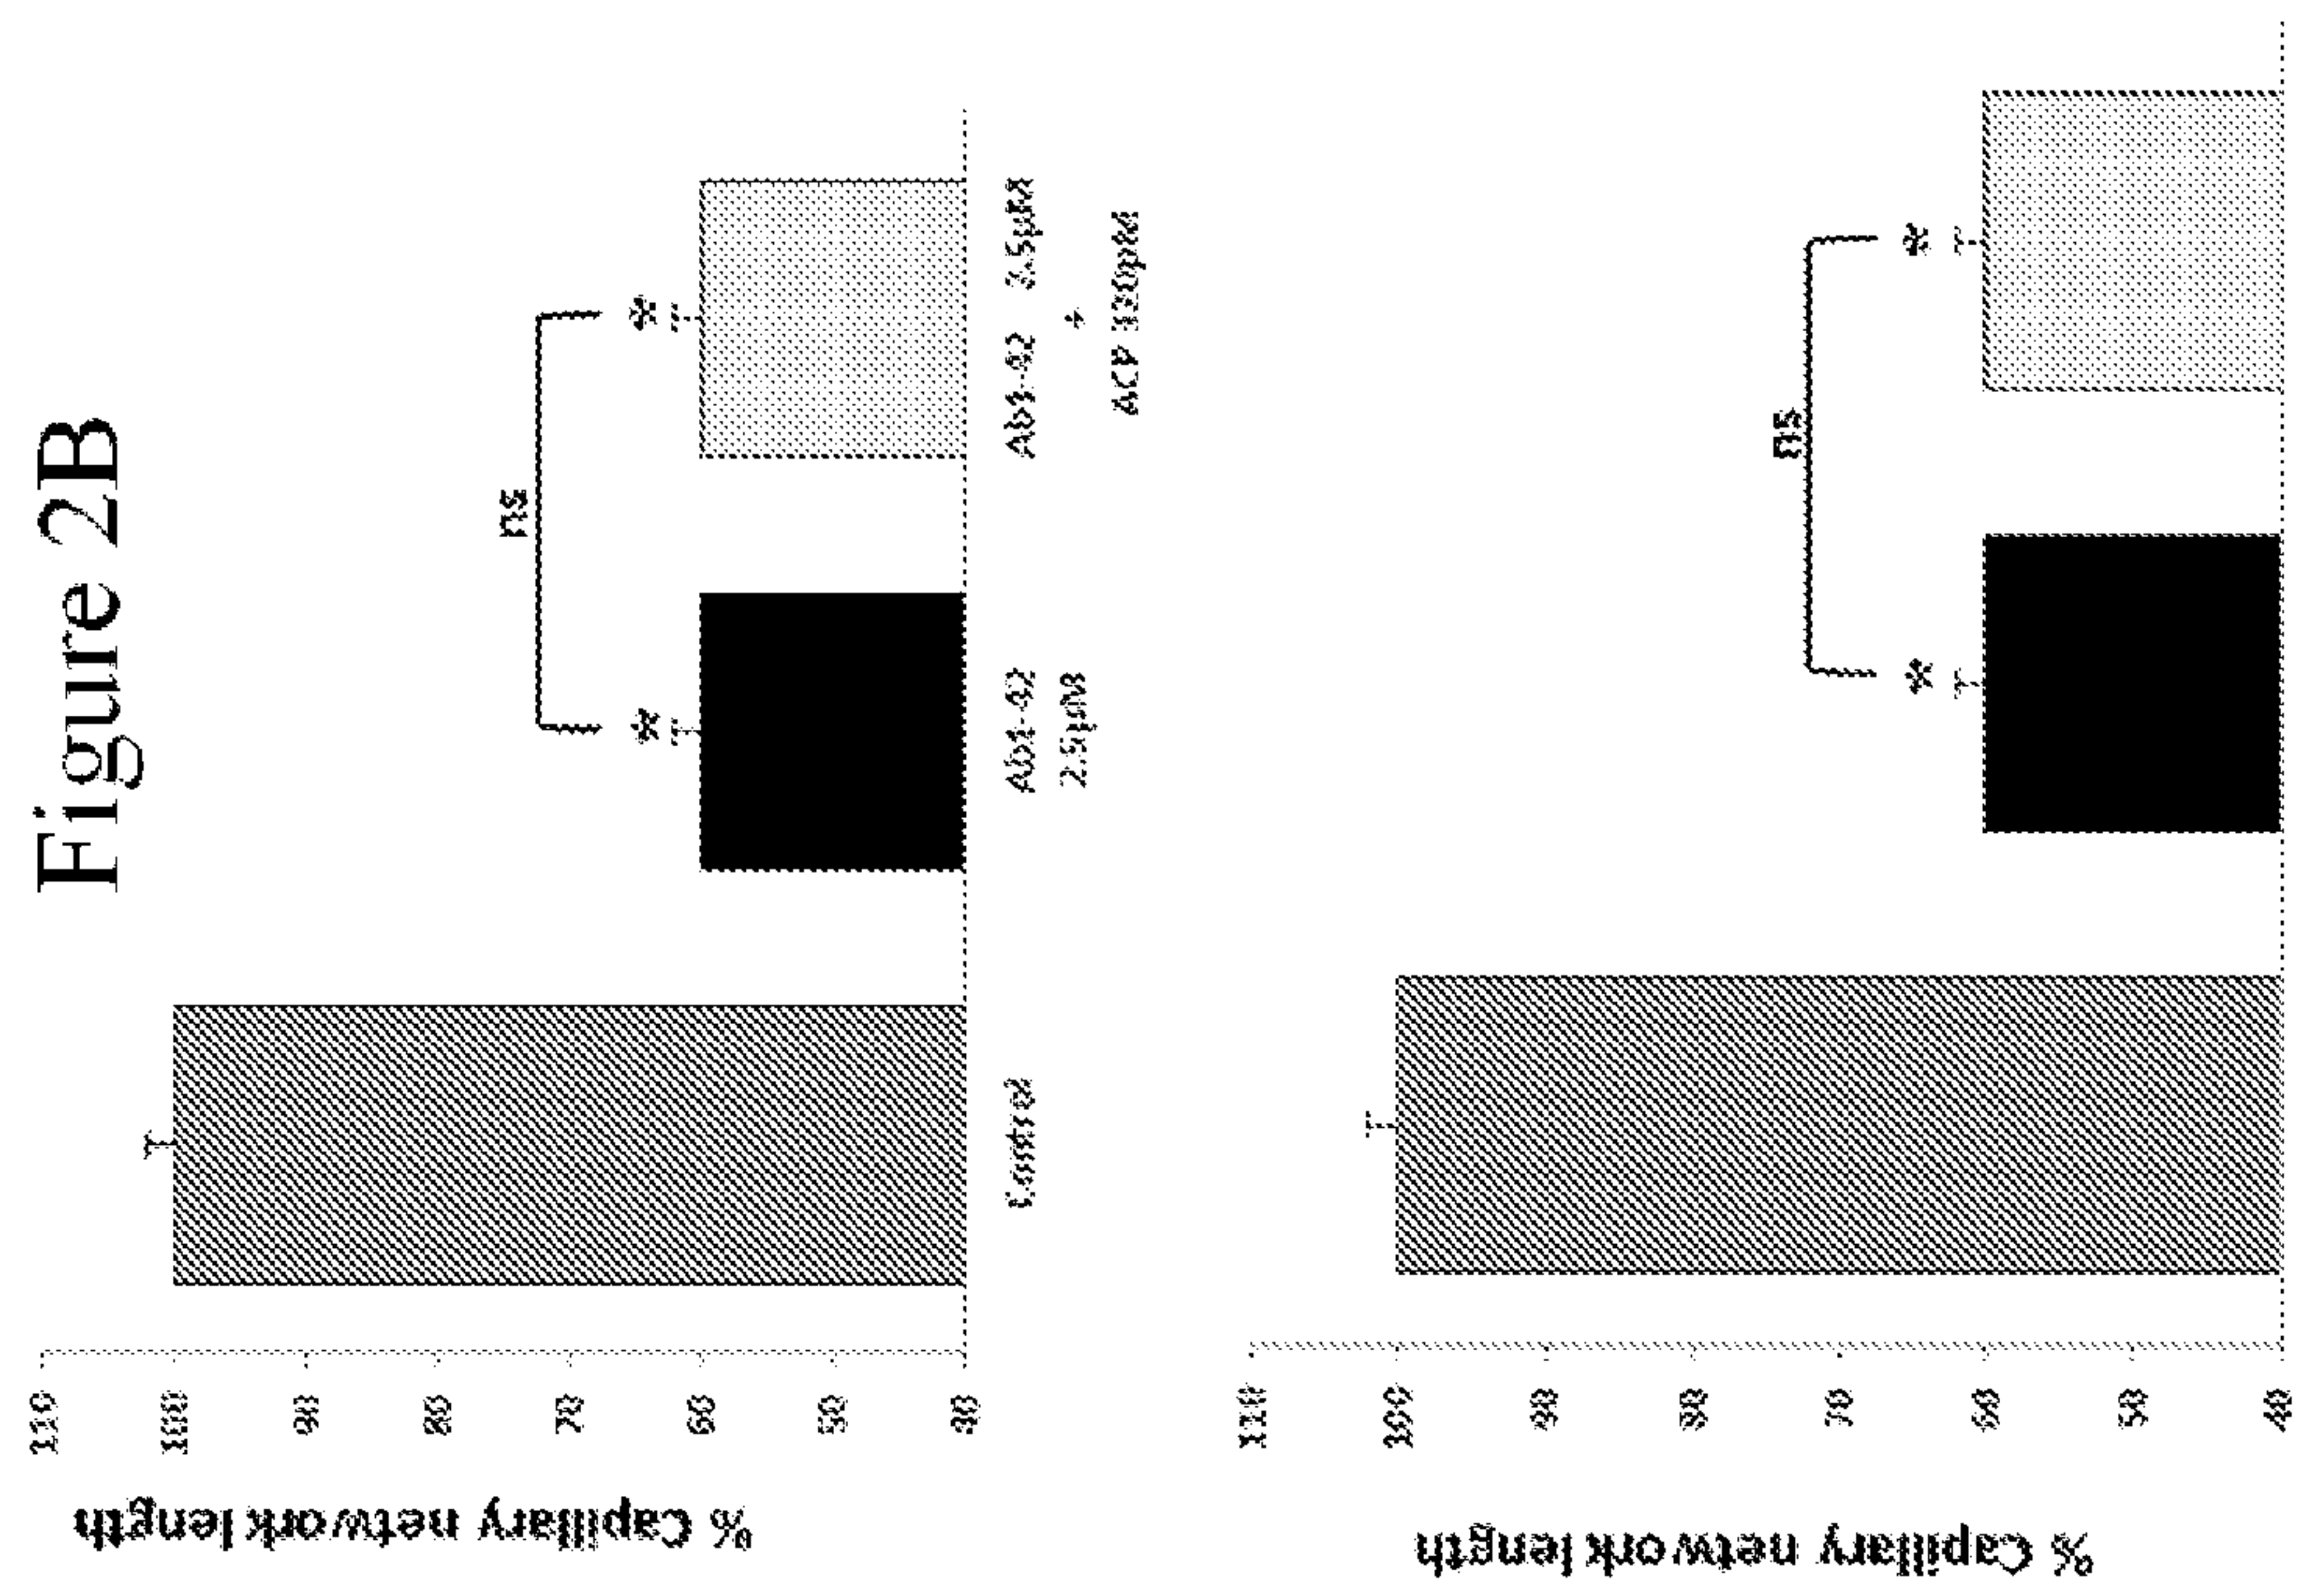 Figure 2B
% Capillary network length
110
100
90
80
70
60
50
40
ns
*
*
Control
Ab1-42
2.5µM
Ab1-42 2.5µM
+
ACP
% Capillary network length
110
100
90
80
70
60
50
40
ns
*
*